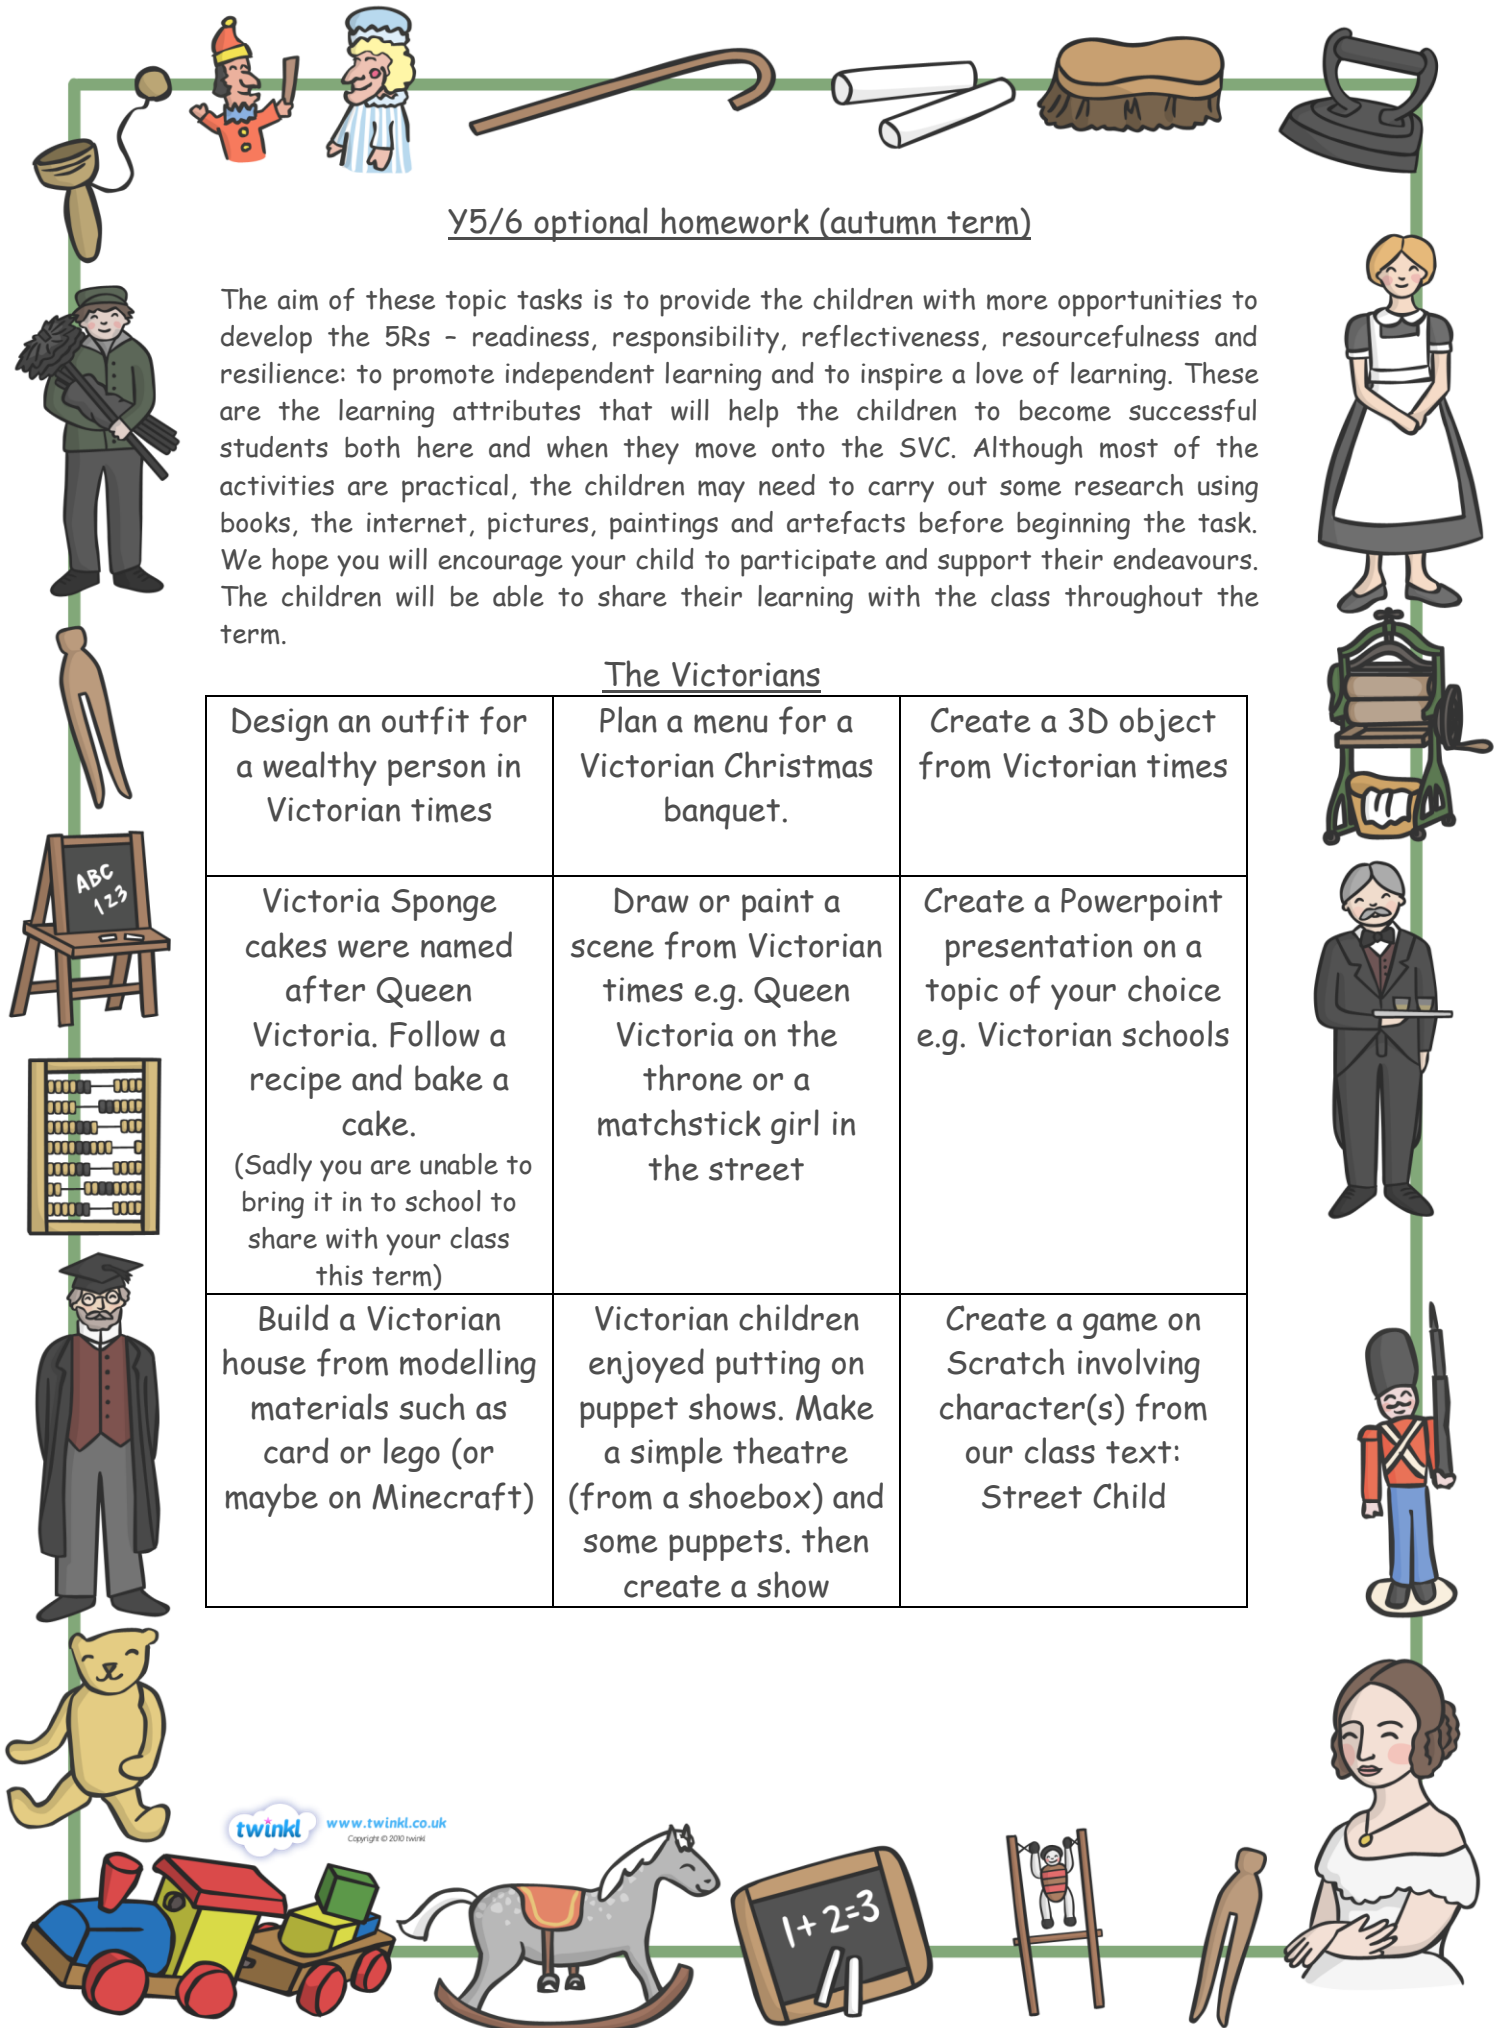 Y5/6 optional homework (autumn term)
The aim of these topic tasks is to provide the children with more opportunities to
develop the 5Rs – readiness, responsibility, reflectiveness, resourcefulness and
resilience: to promote independent learning and to inspire a love of learning. These
are the learning attributes that will help the children to become successful
students both here and when they move onto the SVC. Although most of the
activities are practical, the children may need to carry out some research using
books, the internet, pictures, paintings and artefacts before beginning the task.
We hope you will encourage your child to participate and support their endeavours.
The children will be able to share their learning with the class throughout the
term.
The Victorians
Design an outfit for
a wealthy person in
Victorian times
Plan a menu for a
Victorian Christmas
banquet.
Create a 3D object
from Victorian times
Victoria Sponge
cakes were named
after Queen
Victoria. Follow a
recipe and bake a
cake.
(Sadly you are unable to
bring it in to school to
share with your class
this term)
Draw or paint a
scene from Victorian
times e.g. Queen
Victoria on the
throne or a
matchstick girl in
the street
Create a Powerpoint
presentation on a
topic of your choice
e.g. Victorian schools
Build a Victorian
house from modelling
materials such as
card or lego (or
maybe on Minecraft)
Victorian children
enjoyed putting on
puppet shows. Make
a simple theatre
(from a shoebox) and
some puppets. then
create a show
Create a game on
Scratch involving
character(s) from
our class text:
Street Child
ABC
123
twinkl
www.twinkl.co.uk
Copyright © 2010 twinkl
1+2=3